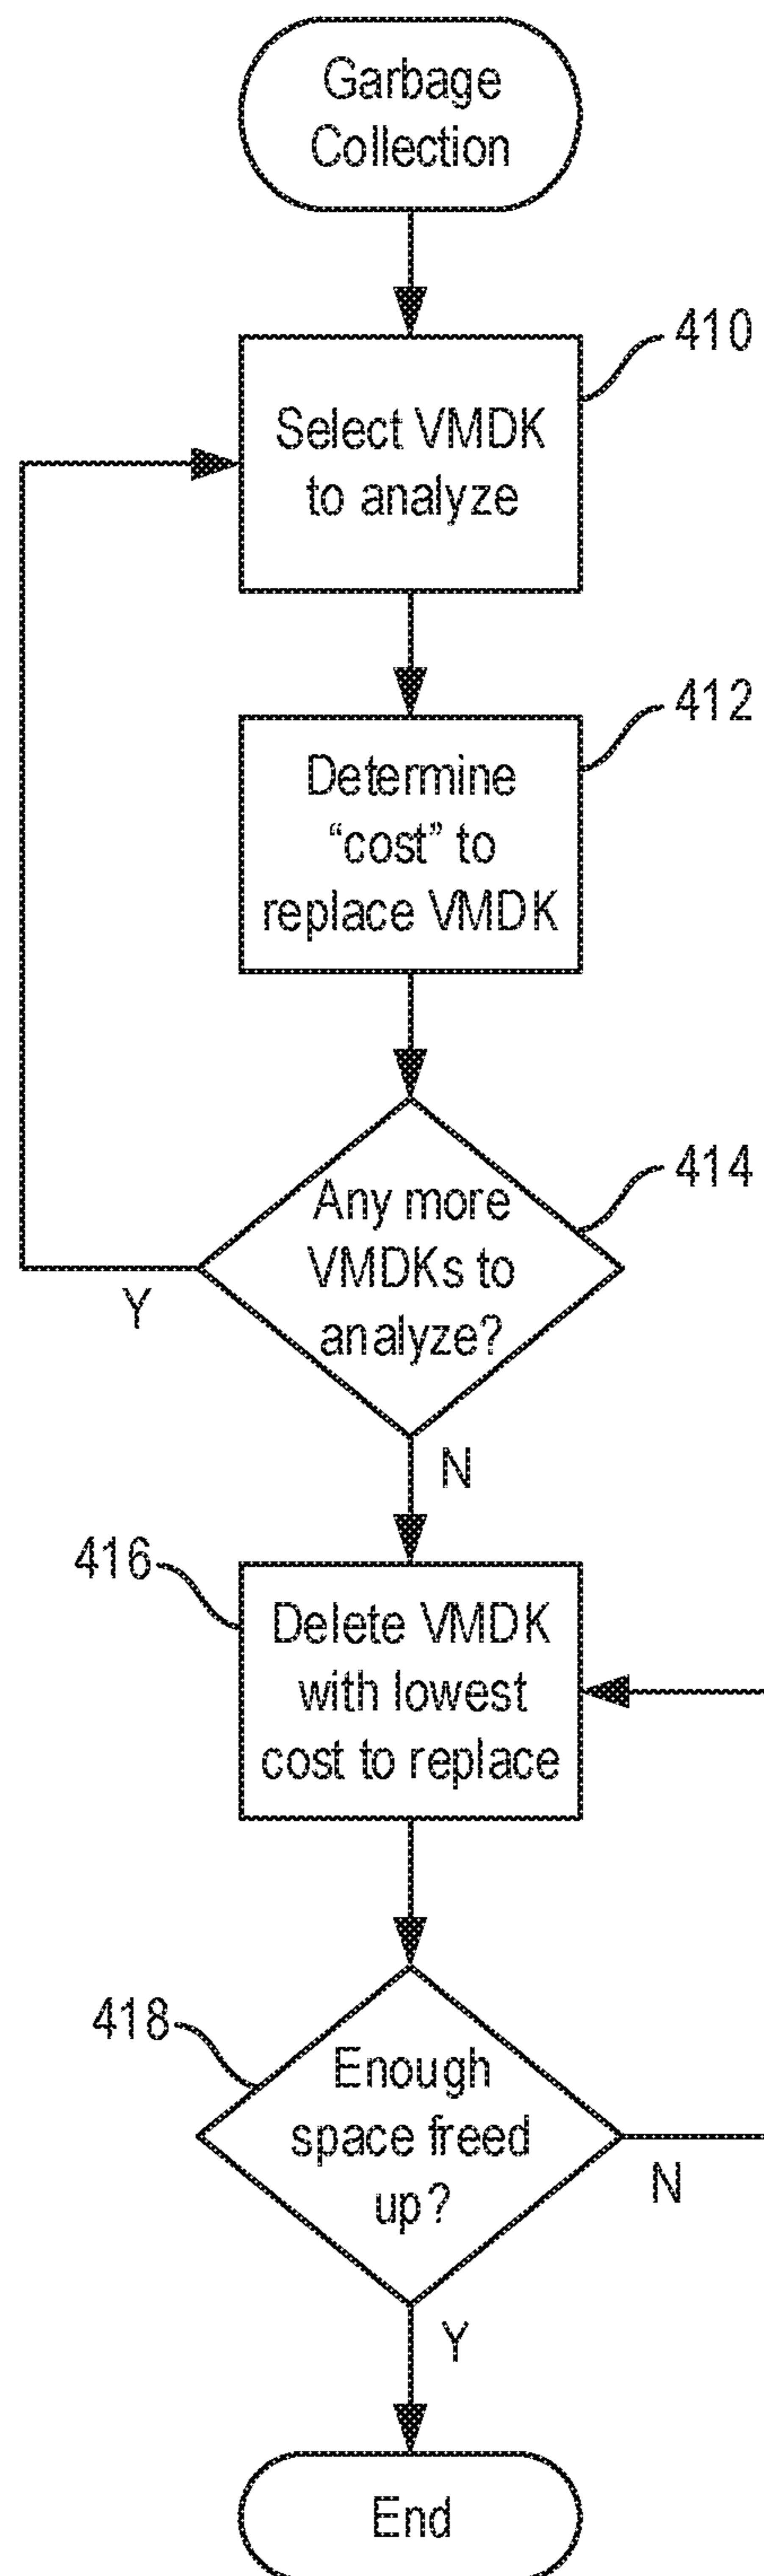 Garbage
Collection
410
Select VMDK
to analyze
412
Determine
“cost” to
replace VMDK
414
Any more
VMDKs to
analyze?
Y
N
416
Delete VMDK
with lowest
cost to replace
418
Enough
space freed
up?
N
Y
End